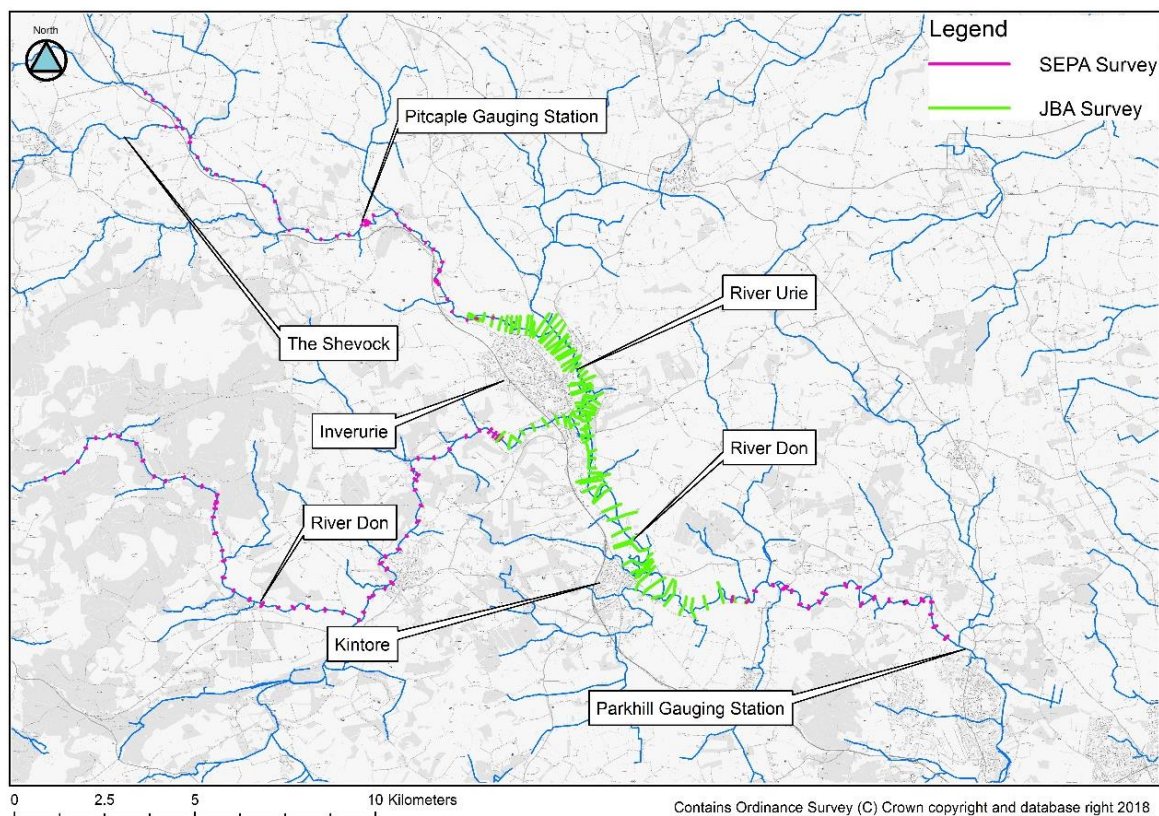 North
Legend
SEPA Survey
JBA Survey
Pitcaple Gauging Station
River Urie
The Shevock
Inverurie
River Don
River Don
Kintore
Parkhill Gauging Station
0 2.5 5 10 Kilometers
Contains Ordinance Survey (C) Crown copyright and database right 2018